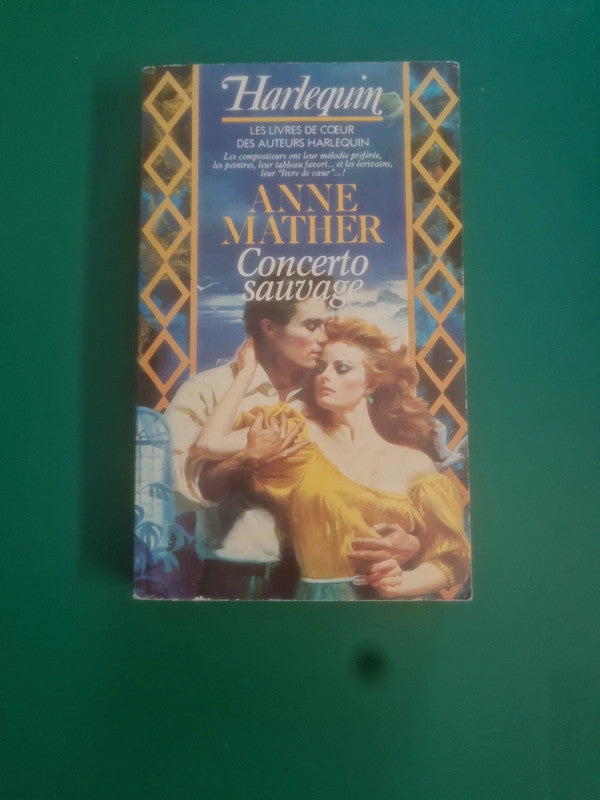 Harlequin
LES LIVRES DE CŒUR
DES AUTEURS HARLEQUIN
Les compositeurs ont leur mélodie préférée,
les peintres, leur tableau favori... et les écrivains,
leur "livre de cœur"...!
ANNE
MATHER
Concerto
sauvage